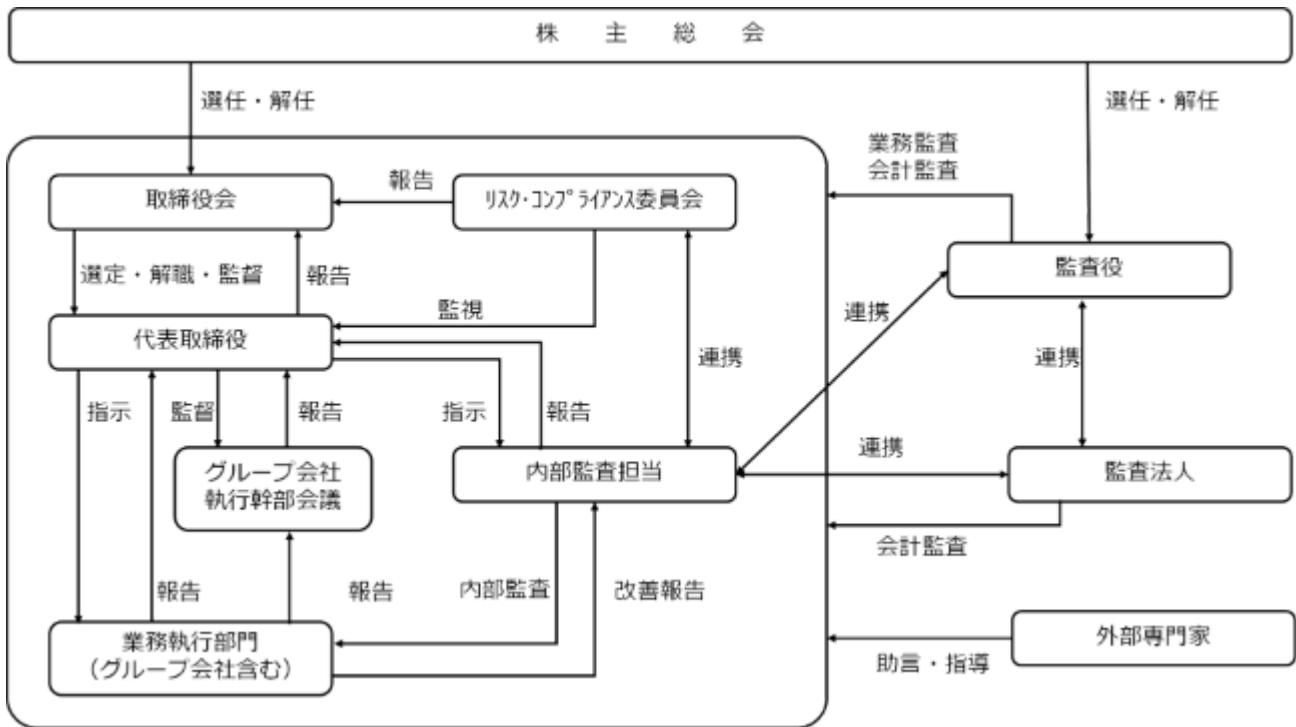 株 主 総 会
選任・解任
選任・解任
業務監査
会計監査
取締役会
報告
ﾘｽｸ・ｺﾝﾌﾟﾗｲｱﾝｽ委員会
監査役
選定・解職・監督
報告
監視
連携
代表取締役
連携
連携
指示
監督
報告
指示
報告
グループ会社
執行幹部会議
内部監査担当
連携
監査法人
会計監査
報告
報告
内部監査
改善報告
業務執行部門
（グループ会社含む）
外部専門家
助言・指導